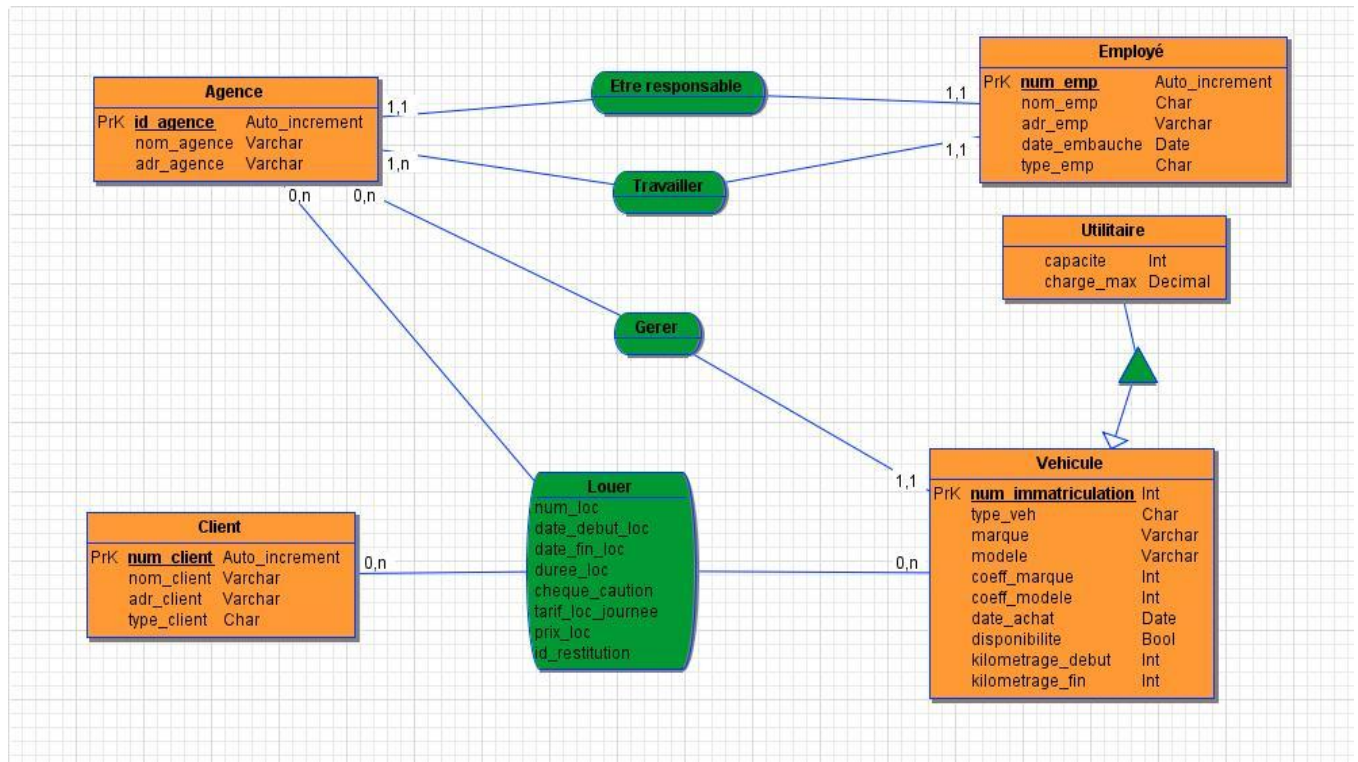 Agence
PrK id_agence Auto_increment
nom_agence Varchar
adr_agence Varchar
1,1
1,n
0,n 0,n
Etre responsable
1,1
Travailler
1,1
Employé
PrK num_emp Auto_increment
nom_emp Char
adr_emp Varchar
date_embauche Date
type_emp Char
Utilitaire
capacite Int
charge_max Decimal
Gerer
1,1
Client
PrK num_client Auto_increment
nom_client Varchar
adr_client Varchar
type_client Char
0,n
Louer
num_loc
date_debut_loc
date_fin_loc
duree_loc
cheque_caution
tarif_loc_journee
prix_loc
id_restitution
0,n
Vehicule
PrK num_immatriculation Int
type_veh Char
marque Varchar
modele Varchar
coeff_marque Int
coeff_modele Int
date_achat Date
disponibilite Bool
kilometrage_debut Int
kilometrage_fin Int